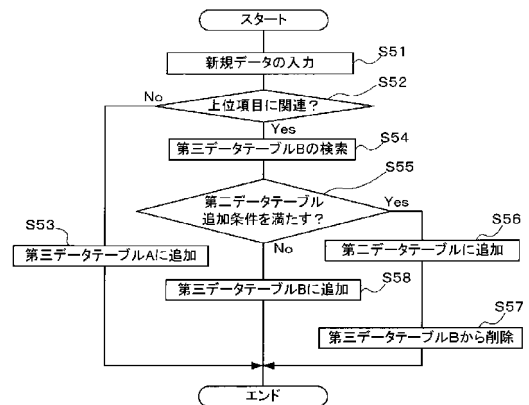 スタート
新規データの入力
S51
上位項目に関連？
S52
No
Yes
第三データテーブルBの検索
S54
第二データテーブル
追加条件を満たす？
S55
Yes
No
S53
第三データテーブルAに追加
第二データテーブルに追加
S56
第三データテーブルBに追加
S58
第三データテーブルBから削除
S57
エンド